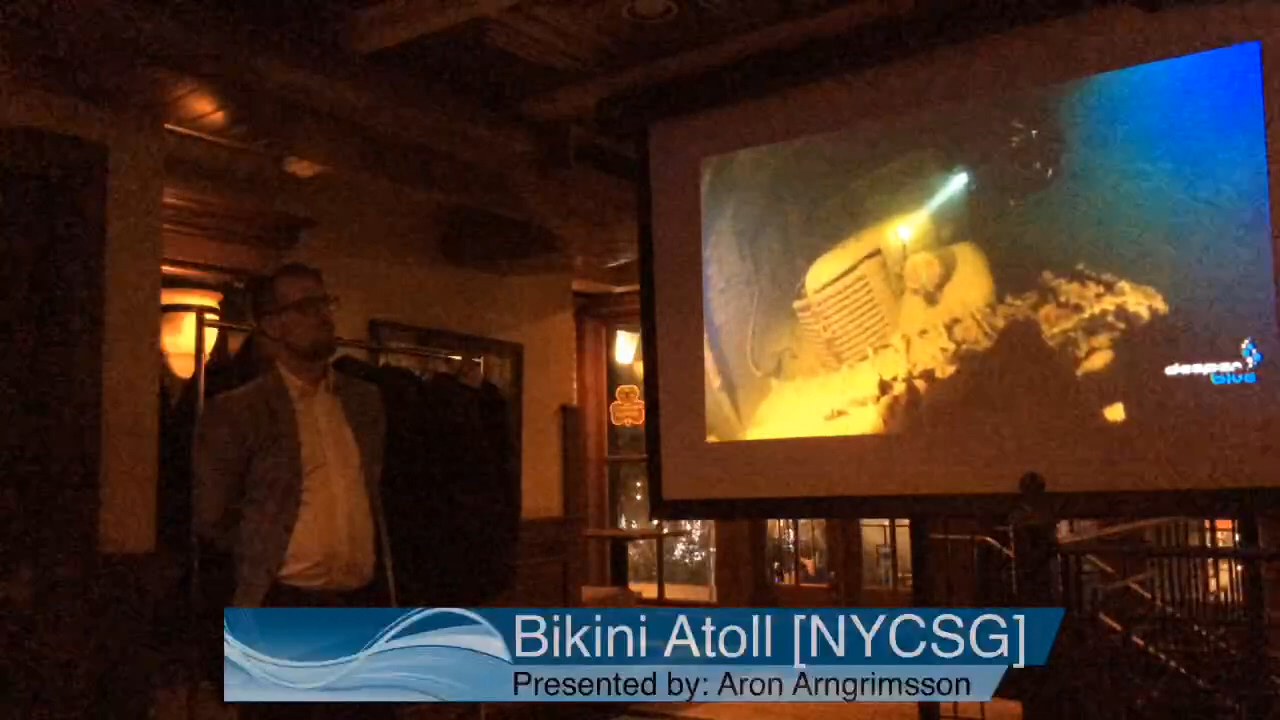 deeper
blue
Bikini Atoll [NYCSG]
Presented by: Aron Arngrimsson